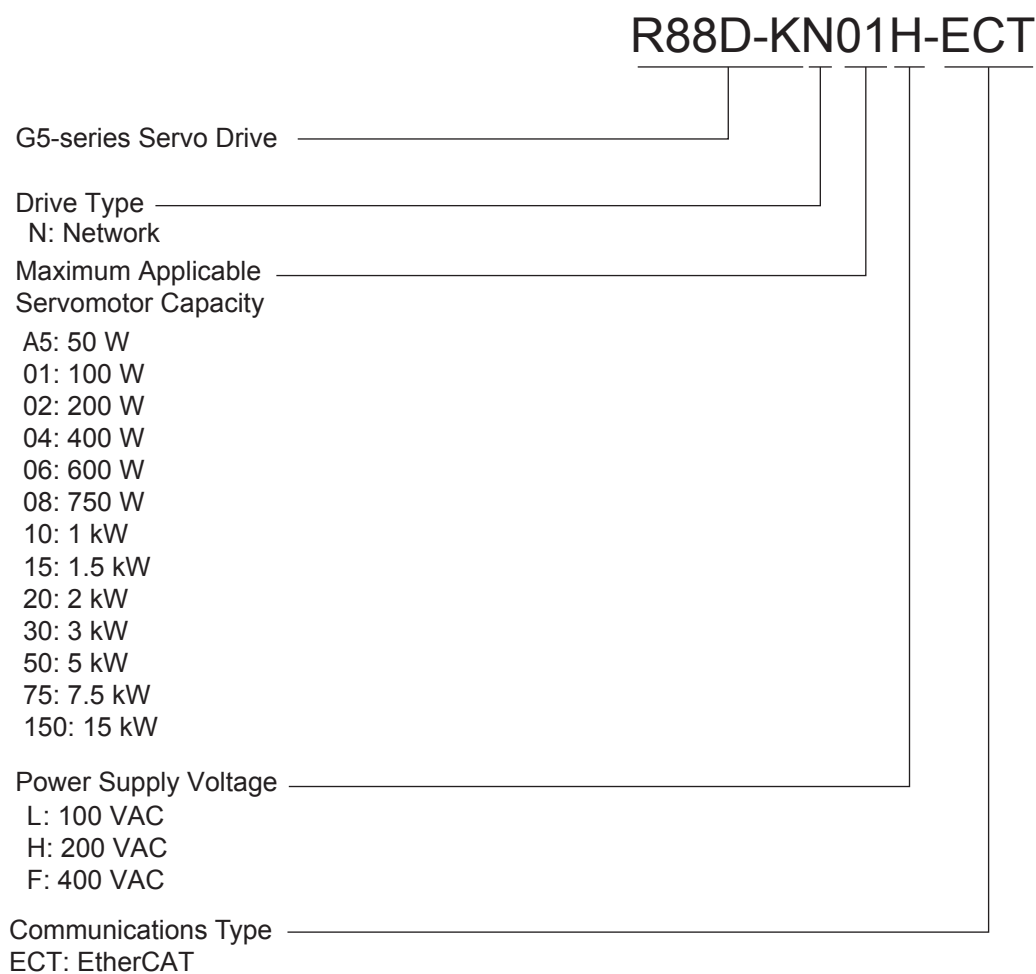 R88D-KN01H-ECT
G5-series Servo Drive
Drive Type
N: Network
Maximum Applicable
Servomotor Capacity
A5: 50 W
01: 100 W
02: 200 W
04: 400 W
06: 600 W
08: 750 W
10: 1 kW
15: 1.5 kW
20: 2 kW
30: 3 kW
50: 5 kW
75: 7.5 kW
150: 15 kW
Power Supply Voltage
L: 100 VAC
H: 200 VAC
F: 400 VAC
Communications Type
ECT: EtherCAT